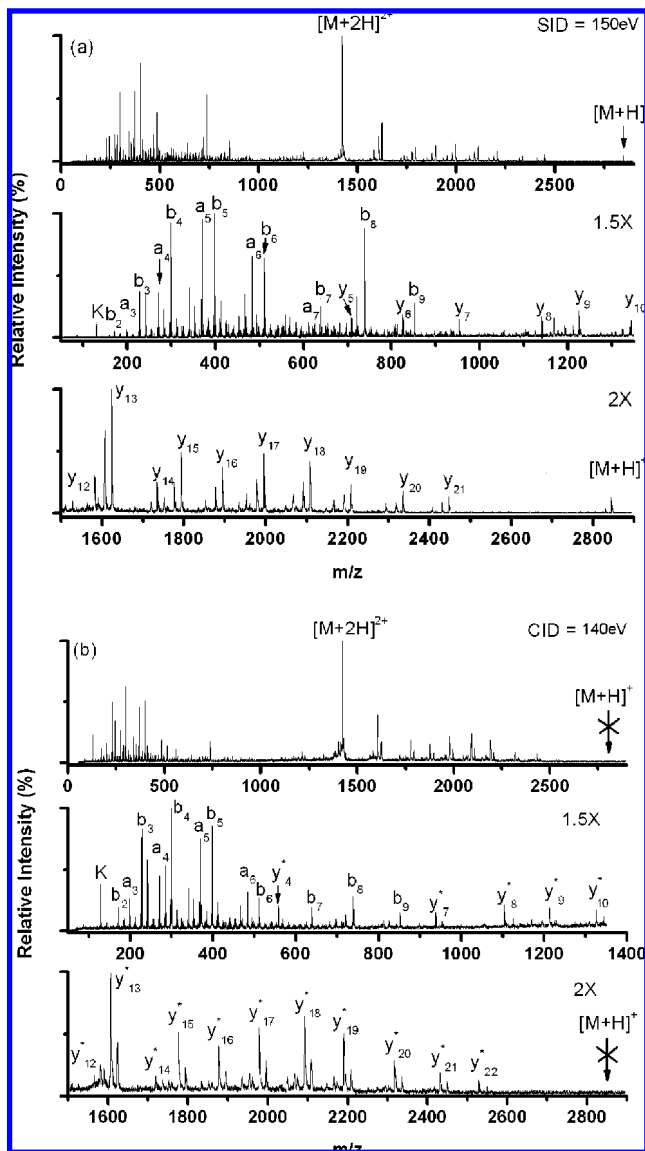 (a) [M+2H]²⁺ SID = 150eV
[M+H]⁺
0 500 1000 1500 2000 2500
b₄ a₅ b₅ b₈ 1.5X
a₄ a₆ b₆
b₃ b₇ y₅
K b₂ a₃ a₇ y₆ b₉ y₇ y₈ y₉ y₁₀
200 400 600 800 1000 1200
Relative Intensity (%)
y₁₃ 2X
y₁₂ y₁₄ y₁₅ y₁₆ y₁₇ y₁₈ y₁₉ y₂₀ y₂₁ [M+H]⁺
1600 1800 2000 2200 2400 2600 2800
m/z
(b) [M+2H]²⁺ CID = 140eV
[M+H]⁺
0 500 1000 1500 2000 2500
b₃ b₄ a₅ b₅ 1.5X
K b₂ a₃ a₄ a₆ b₆ y*₄ b₇ b₈ b₉ y*₇ y*₈ y*₉ y*₁₀
200 400 600 800 1000 1200 1400
Relative Intensity (%)
y*₁₃ 2X
y*₁₂ y*₁₄ y*₁₅ y*₁₆ y*₁₇ y*₁₈ y*₁₉ y*₂₀ y*₂₁ y*₂₂ [M+H]⁺
1600 1800 2000 2200 2400 2600 2800
m/z